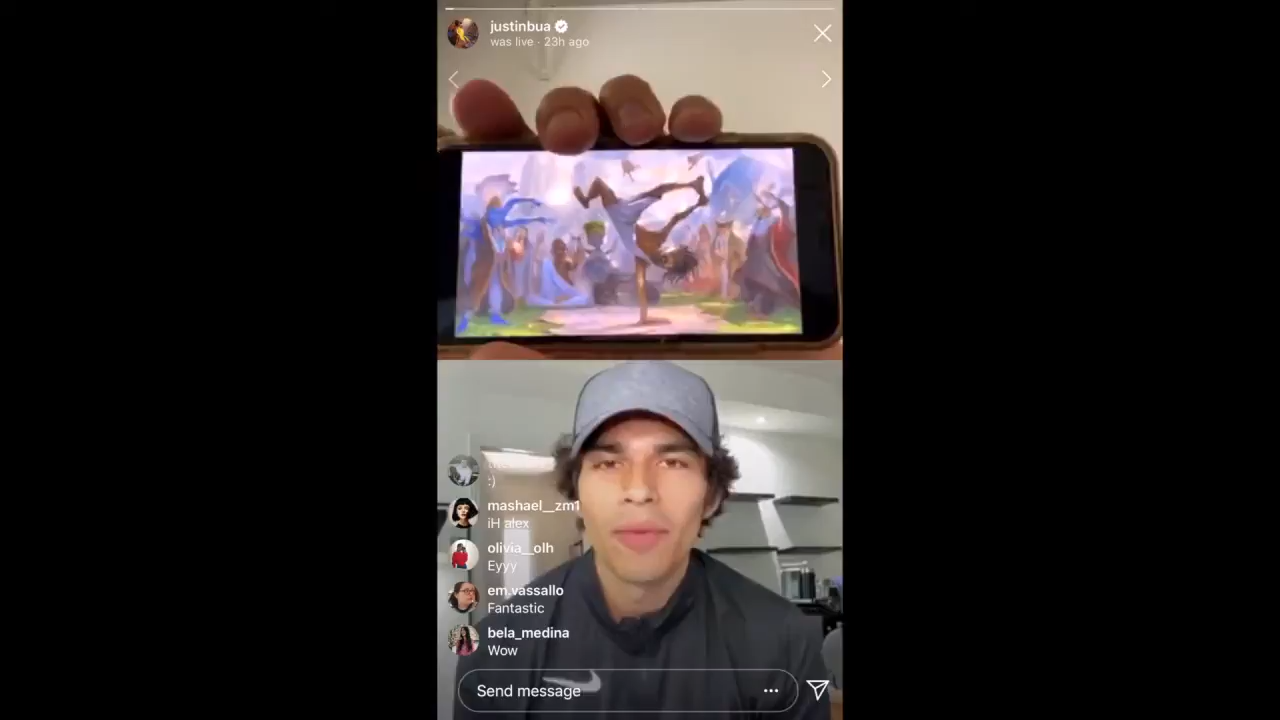 justinbua
was live · 23h ago
:)
mashael__zm1
iH alex
olivia__olh
Eyyy
em.vassallo
Fantastic
bela_medina
Wow
Send message